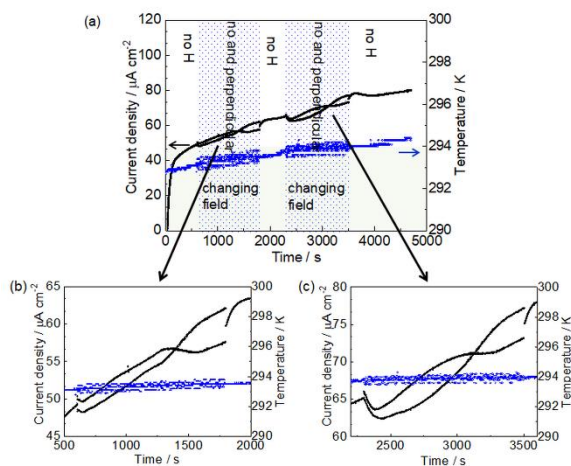 (a)
120
100
80
60
40
20
0
Current density / µA cm-2
no H
no and perpendicular
no H
no and perpendicular
no H
changing field
changing field
300
298
296
294
292
290
Temperature / K
0 1000 2000 3000 4000 5000
Time / s
(b)
65
60
55
50
45
Current density / µA cm-2
300
298
296
294
292
290
Temperature / K
500 1000 1500 2000
Time / s
(c)
80
75
70
65
60
Current density / µA cm-2
300
298
296
294
292
290
Temperature / K
2500 3000 3500
Time / s